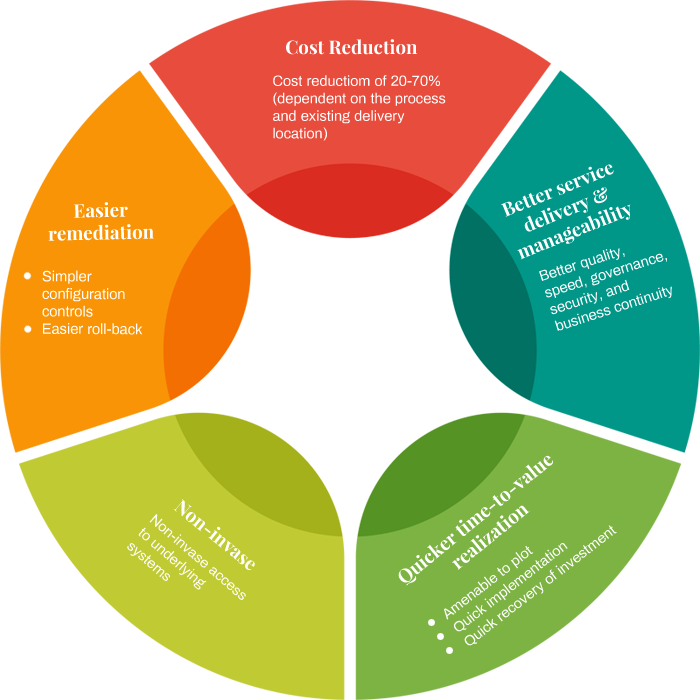 Cost Reduction
Cost reductiom of 20-70%
(dependent on the process
and existing delivery
location)
Better service
delivery &
manageability
Better quality,
speed, governance,
security, and
business continuity
Quicker time-to-value
realization
• Amenable to plot
• Quick implementation
• Quick recovery of investment
Non-invase
Non-invase access
to underlying
systems
Easier
remediation
• Simpler
configuration
controls
• Easier roll-back